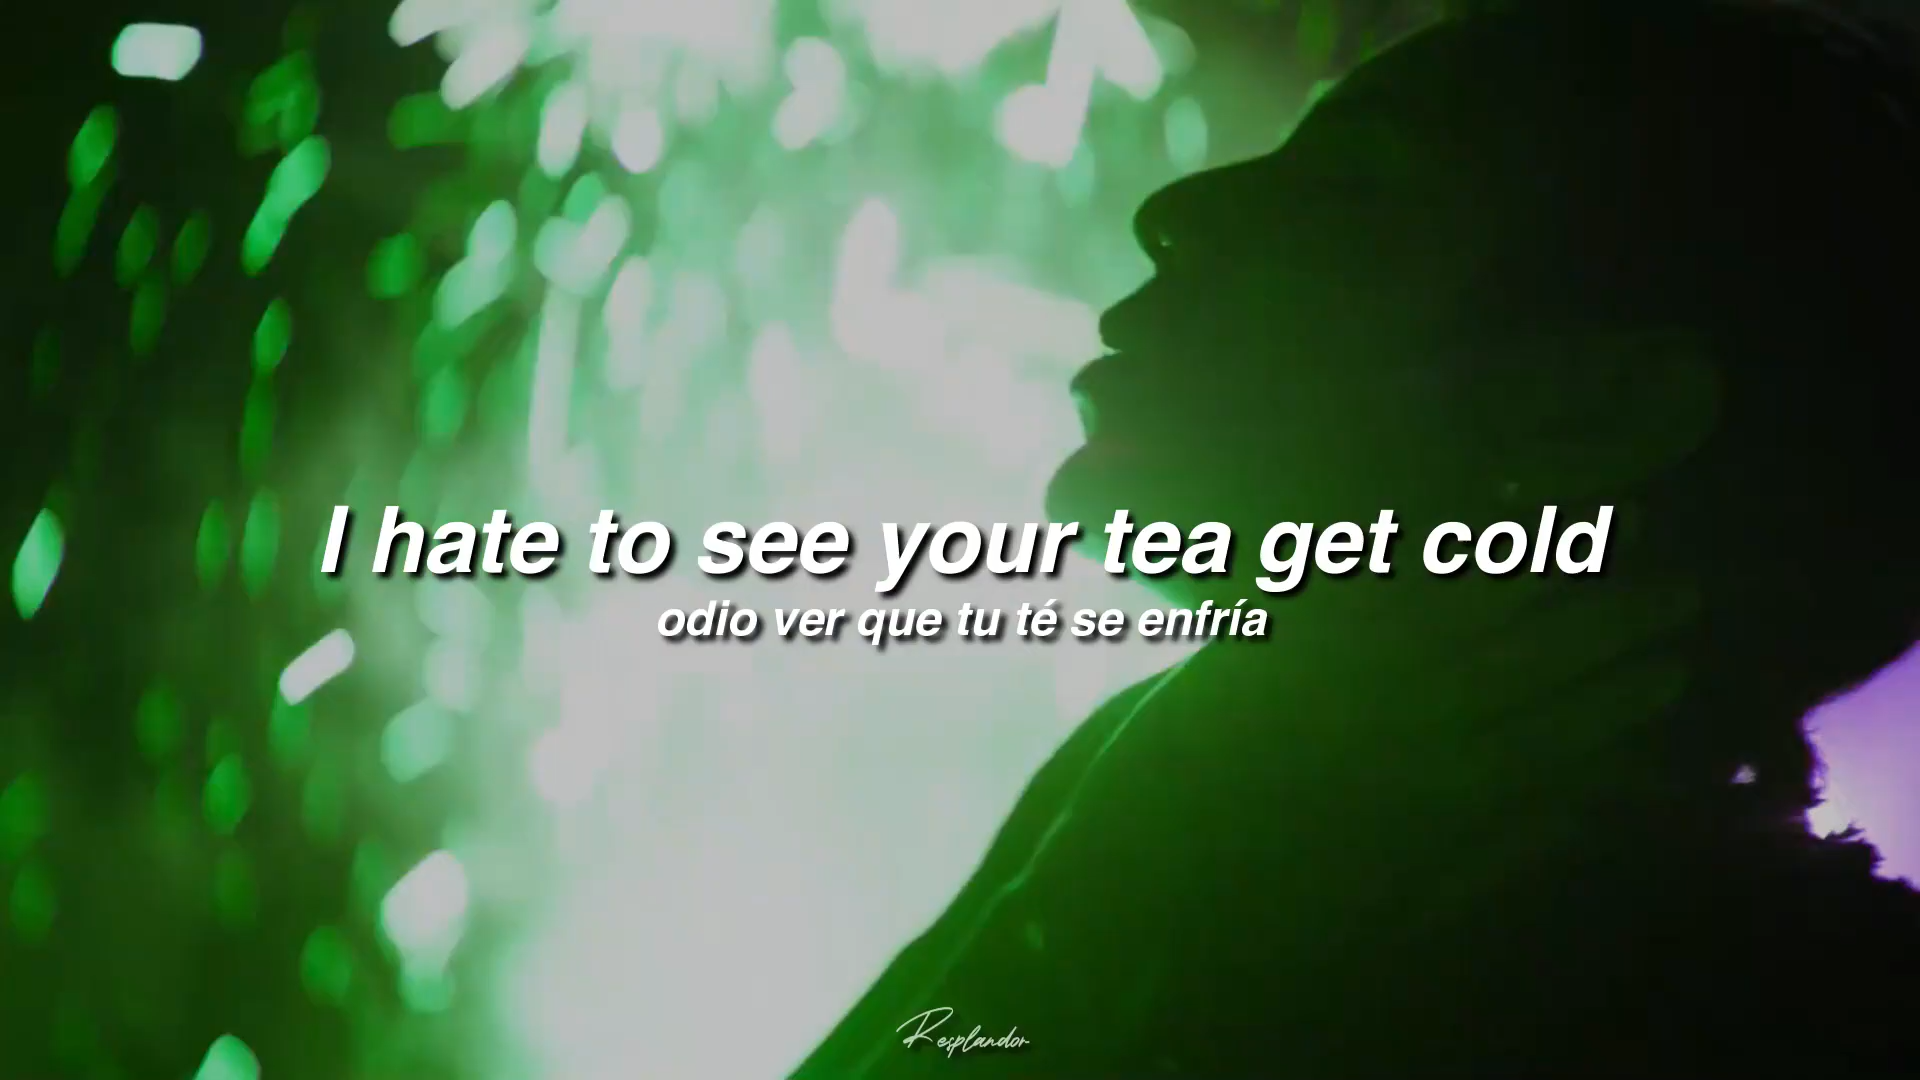 I hate to see your tea get cold
odio ver que tu té se enfría
Resplandor